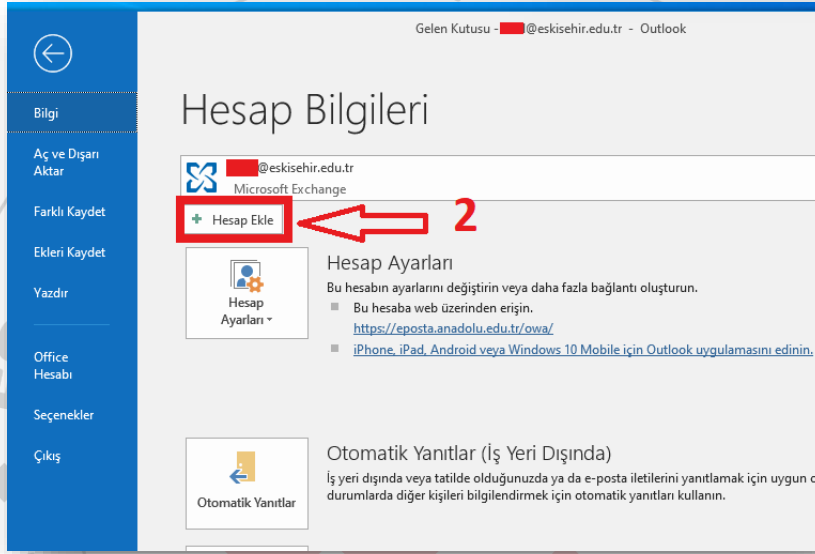 Gelen Kutusu - @eskisehir.edu.tr - Outlook
Bilgi
Aç ve Dışarı
Aktar
Farklı Kaydet
Ekleri Kaydet
Yazdır
Office
Hesabı
Seçenekler
Çıkış
Hesap Bilgileri
@eskisehir.edu.tr
Microsoft Exchange
+ Hesap Ekle
2
Hesap
Ayarları
Hesap Ayarları
Bu hesabın ayarlarını değiştirin veya daha fazla bağlantı oluşturun.
Bu hesaba web üzerinden erişin.
https://eposta.anadolu.edu.tr/owa/
iPhone, iPad, Android veya Windows 10 Mobile için Outlook uygulamasını edinin.
Otomatik Yanıtlar
Otomatik Yanıtlar (İş Yeri Dışında)
İş yeri dışında veya tatilde olduğunuzda ya da e-posta iletilerini yanıtlamak için uygun
durumlarda diğer kişileri bilgilendirmek için otomatik yanıtları kullanın.